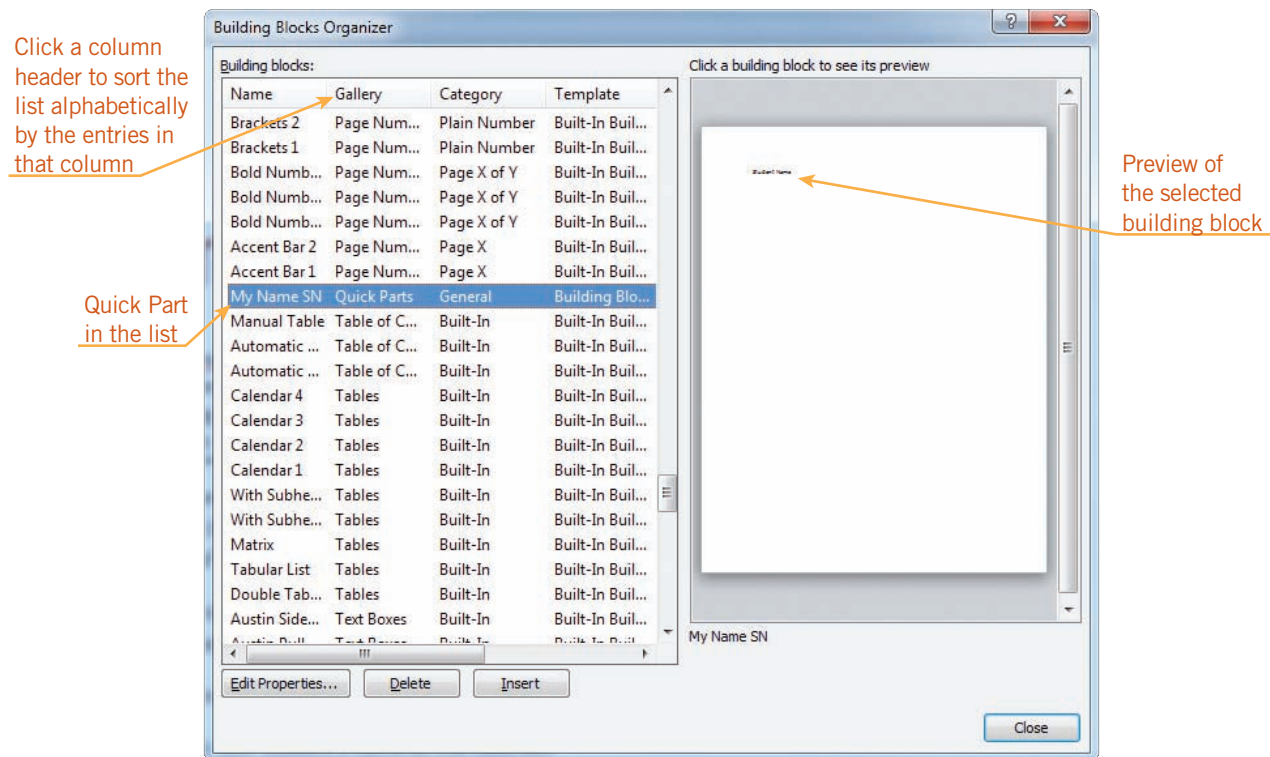 Building Blocks Organizer
Click a column
header to sort the
list alphabetically
by the entries in
that column
Building blocks:
Name Gallery Category Template
Brackets 2 Page Num... Plain Number Built-In Buil...
Brackets 1 Page Num... Plain Number Built-In Buil...
Bold Numb... Page Num... Page X of Y Built-In Buil...
Bold Numb... Page Num... Page X of Y Built-In Buil...
Bold Numb... Page Num... Page X of Y Built-In Buil...
Accent Bar 2 Page Num... Page X Built-In Buil...
Accent Bar 1 Page Num... Page X Built-In Buil...
My Name SN Quick Parts General Building Blo...
Manual Table Table of C... Built-In Built-In Buil...
Automatic ... Table of C... Built-In Built-In Buil...
Automatic ... Table of C... Built-In Built-In Buil...
Calendar 4 Tables Built-In Built-In Buil...
Calendar 3 Tables Built-In Built-In Buil...
Calendar 2 Tables Built-In Built-In Buil...
Calendar 1 Tables Built-In Built-In Buil...
With Subhe... Tables Built-In Built-In Buil...
With Subhe... Tables Built-In Built-In Buil...
Matrix Tables Built-In Built-In Buil...
Tabular List Tables Built-In Built-In Buil...
Double Tab... Tables Built-In Built-In Buil...
Austin Side... Text Boxes Built-In Built-In Buil...
Quick Part
in the list
Edit Properties... Delete Insert
Click a building block to see its preview
Student Name
My Name SN
Preview of
the selected
building block
Close